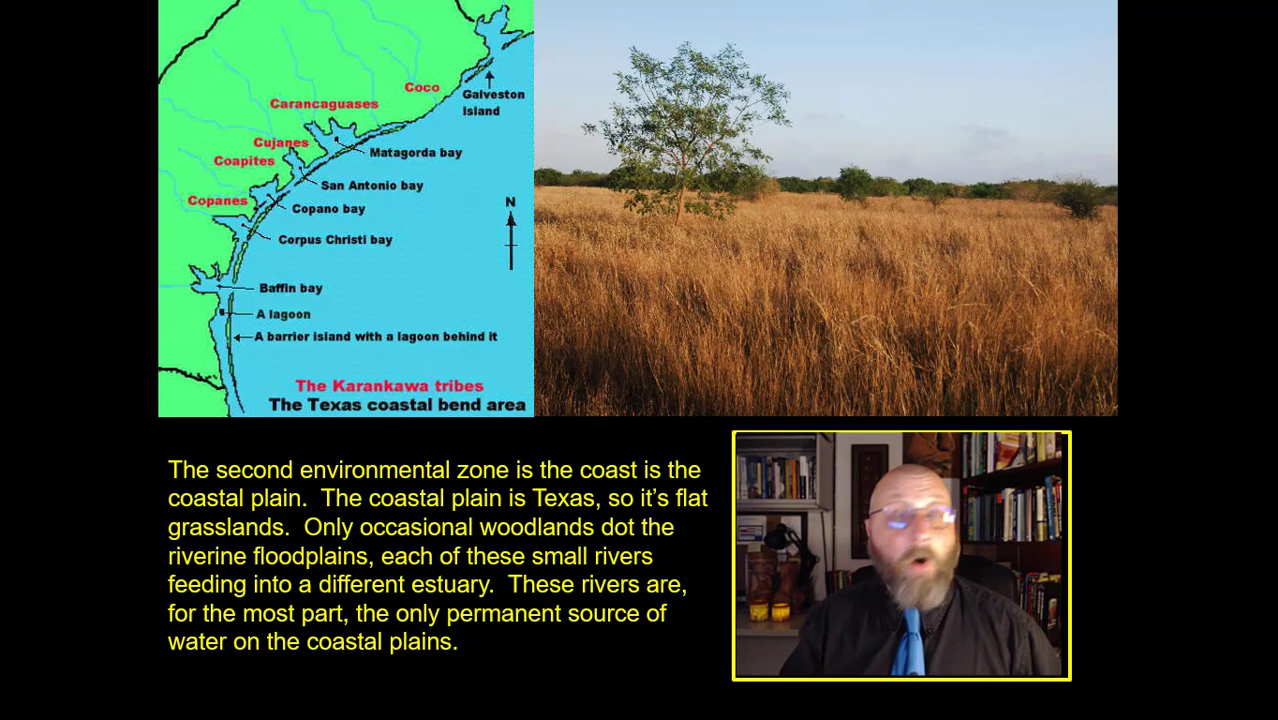 Coco
Galveston
Island
Carancaguases
Cujanes
Matagorda bay
Coapites
San Antonio bay
Copanes
Copano bay
N
Corpus Christi bay
Baffin bay
A lagoon
A barrier island with a lagoon behind it
The Karankawa tribes
The Texas coastal bend area
The second environmental zone is the coast is the
coastal plain.  The coastal plain is Texas, so it's flat
grasslands.  Only occasional woodlands dot the
riverine floodplains, each of these small rivers
feeding into a different estuary.  These rivers are,
for the most part, the only permanent source of
water on the coastal plains.